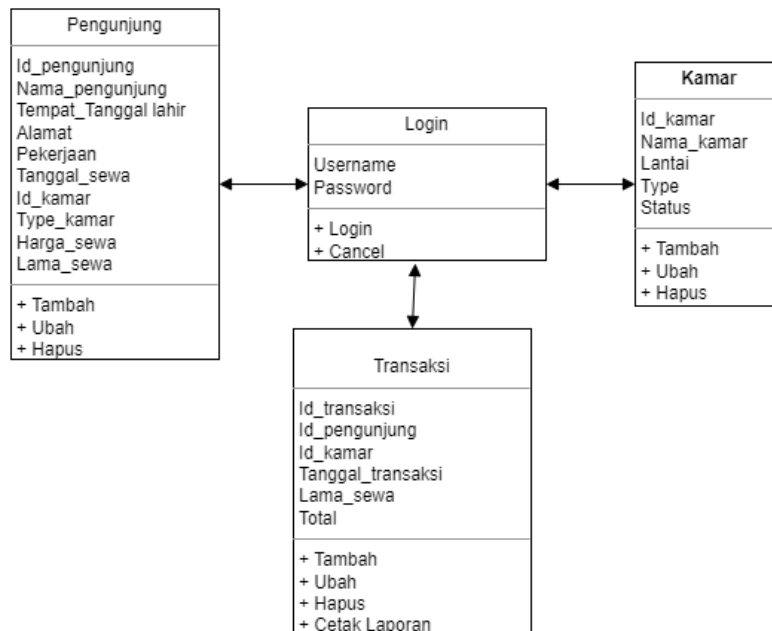 Pengunjung
Id_pengunjung
Nama_pengunjung
Tempat_Tanggal lahir
Alamat
Pekerjaan
Tanggal_sewa
Id_kamar
Type_kamar
Harga_sewa
Lama_sewa
+ Tambah
+ Ubah
+ Hapus
Login
Username
Password
+ Login
+ Cancel
Kamar
Id_kamar
Nama_kamar
Lantai
Type
Status
+ Tambah
+ Ubah
+ Hapus
Transaksi
Id_transaksi
Id_pengunjung
Id_kamar
Tanggal_transaksi
Lama_sewa
Total
+ Tambah
+ Ubah
+ Hapus
+ Cetak Laporan